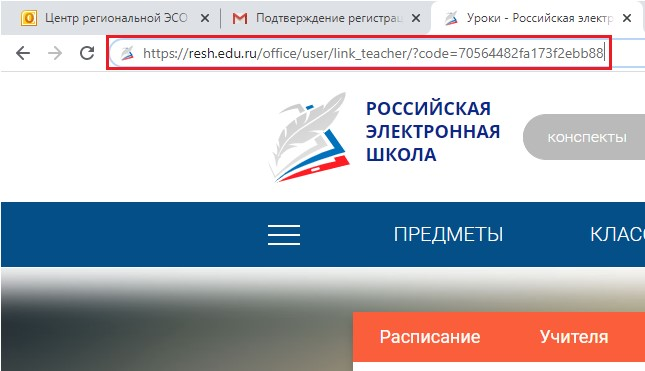 Центр региональной ЭСО
Подтверждение регистрац
Уроки - Российская электр
https://resh.edu.ru/office/user/link_teacher/?code=70564482fa173f2ebb88
РОССИЙСКАЯ
ЭЛЕКТРОННАЯ
ШКОЛА
конспекты
ПРЕДМЕТЫ
КЛАСС
Расписание
Учителя